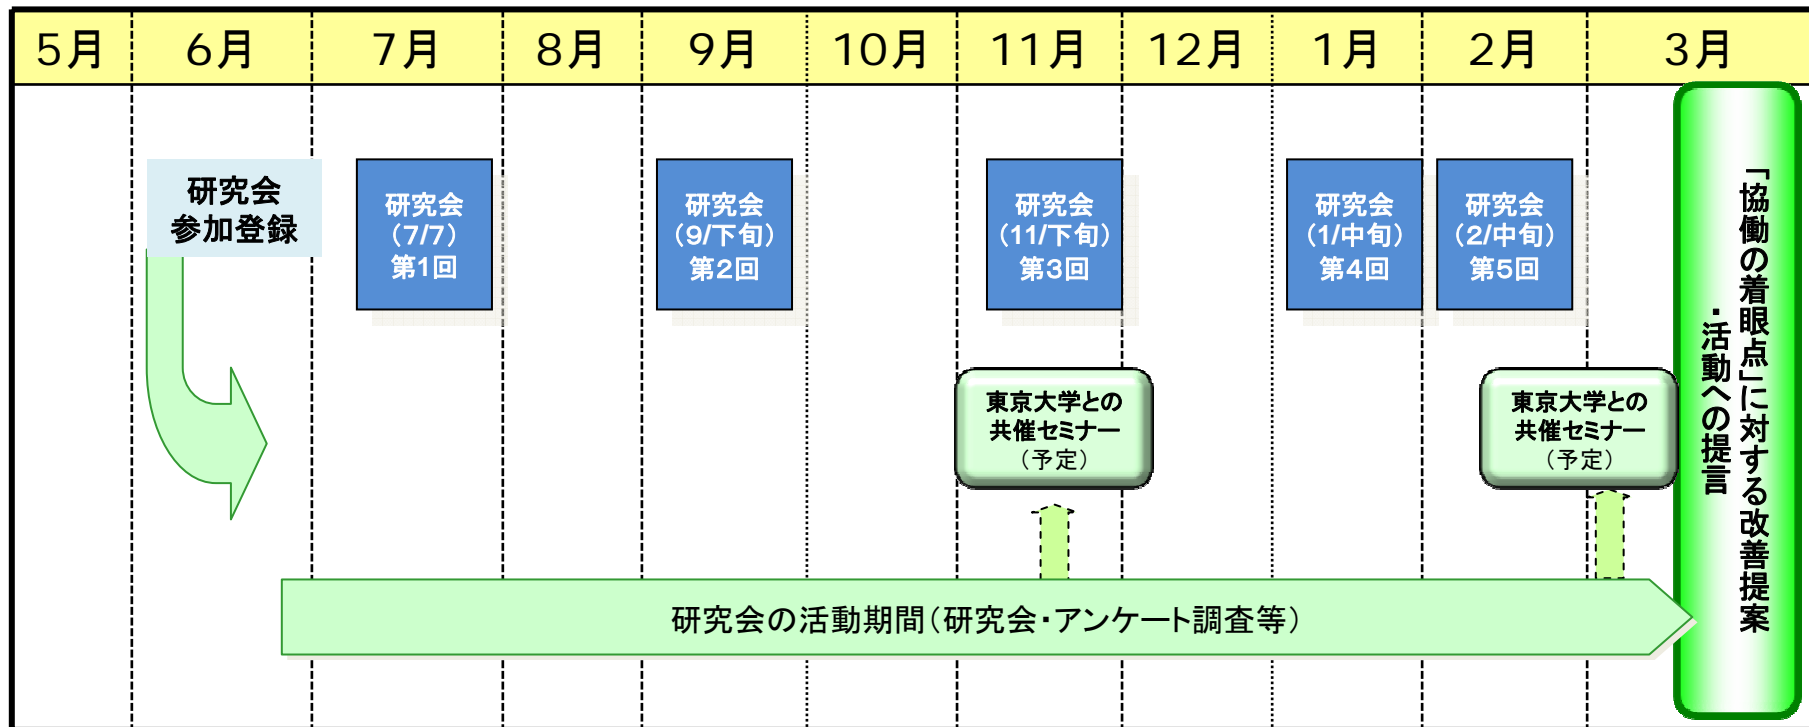 5月 6月 7月 8月 9月 10月 11月 12月 1月 2月 3月
研究会
参加登録
研究会
(7/7)
第1回
研究会
(9/下旬)
第2回
研究会
(11/下旬)
第3回
研究会
(1/中旬)
第4回
研究会
(2/中旬)
第5回
東京大学との
共催セミナー
(予定)
東京大学との
共催セミナー
(予定)
研究会の活動期間(研究会・アンケート調査等)
「協働の着眼点」に対する改善提案
・活動への提言